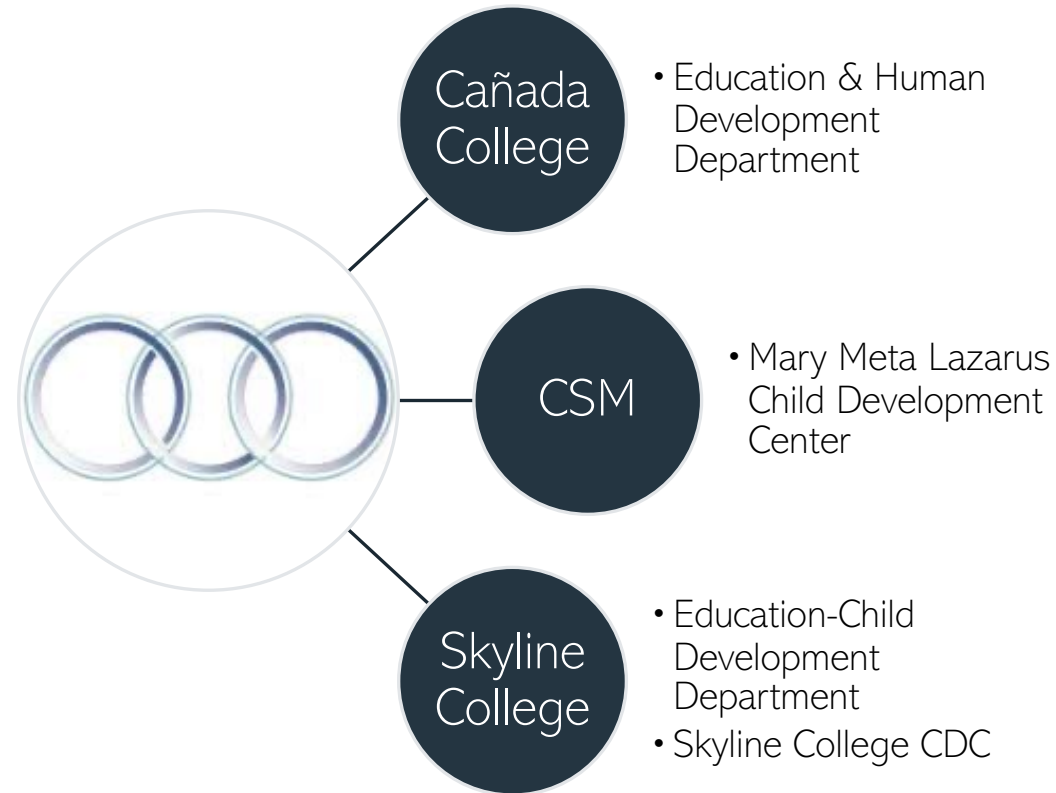 Cañada
College
• Education & Human
Development
Department
CSM
• Mary Meta Lazarus
Child Development
Center
Skyline
College
• Education-Child
Development
Department
• Skyline College CDC